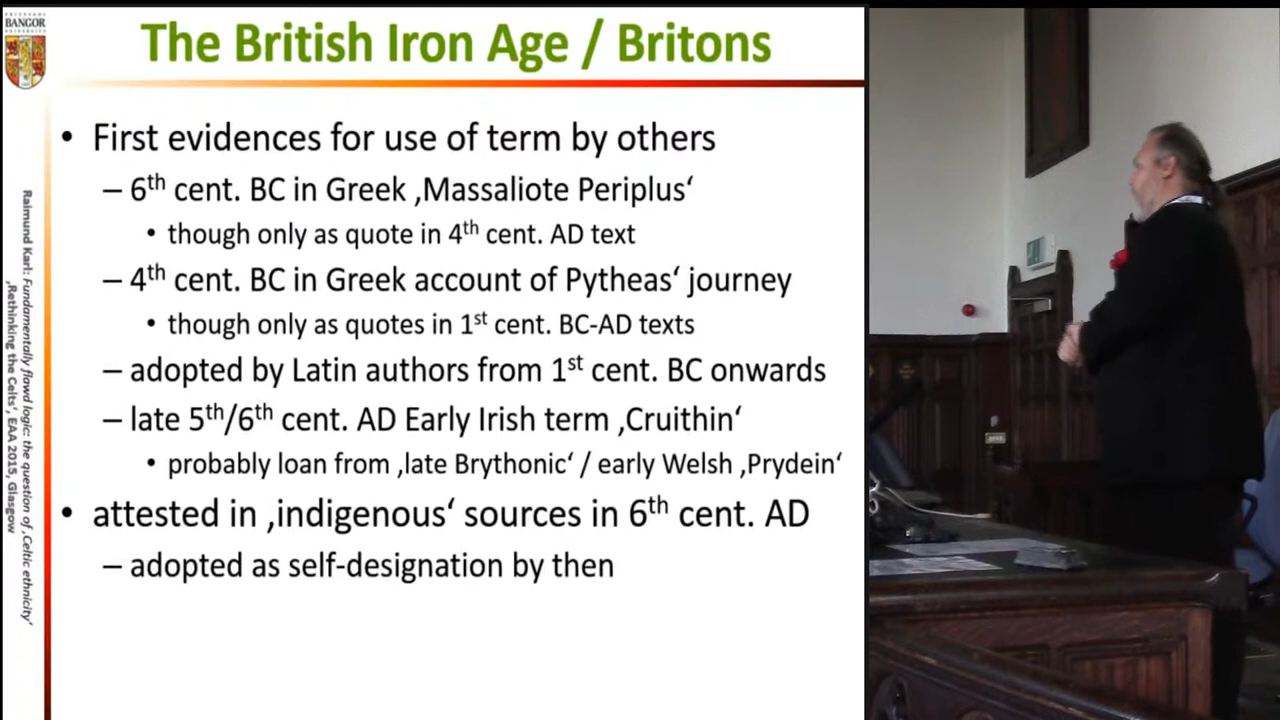 PRIFYSGOL
BANGOR
UNIVERSITY
The British Iron Age / Britons
• First evidences for use of term by others
– 6th cent. BC in Greek ‚Massaliote Periplus‘
• though only as quote in 4th cent. AD text
– 4th cent. BC in Greek account of Pytheas‘ journey
• though only as quotes in 1st cent. BC-AD texts
– adopted by Latin authors from 1st cent. BC onwards
– late 5th/6th cent. AD Early Irish term ‚Cruithin‘
• probably loan from ‚late Brythonic‘ / early Welsh ‚Prydein‘
• attested in ‚indigenous‘ sources in 6th cent. AD
– adopted as self-designation by then
Raimund Karl: Fundamentally flawd logic: the question of ‚Celtic ethnicity‘
‚Rethinking the Celts‘, EAA 2015, Glasgow